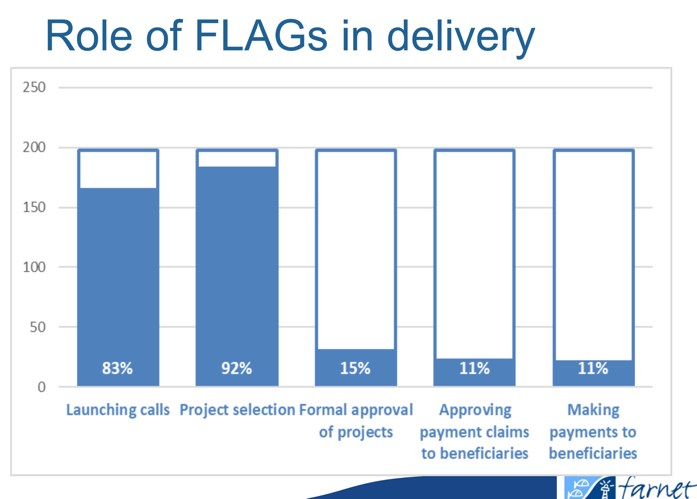 Role of FLAGs in delivery
250
200
150
100
50
0
83% 92% 15% 11% 11%
Launching calls Project selection Formal approval of projects Approving payment claims to beneficiaries Making payments to beneficiaries
farnet